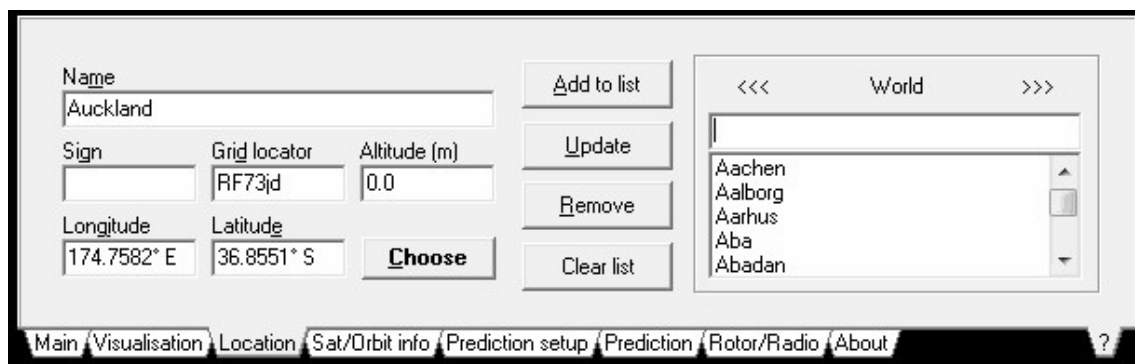 Name
Auckland
Sign Grid locator Altitude (m)
RF73jd 0.0
Longitude Latitude
174.7582° E 36.8551° S Choose
Add to list
Update
Remove
Clear list
<<< World >>>
Aachen
Aalborg
Aarhus
Aba
Abadan
Main Visualisation Location Sat/Orbit info Prediction setup Prediction Rotor/Radio About ?